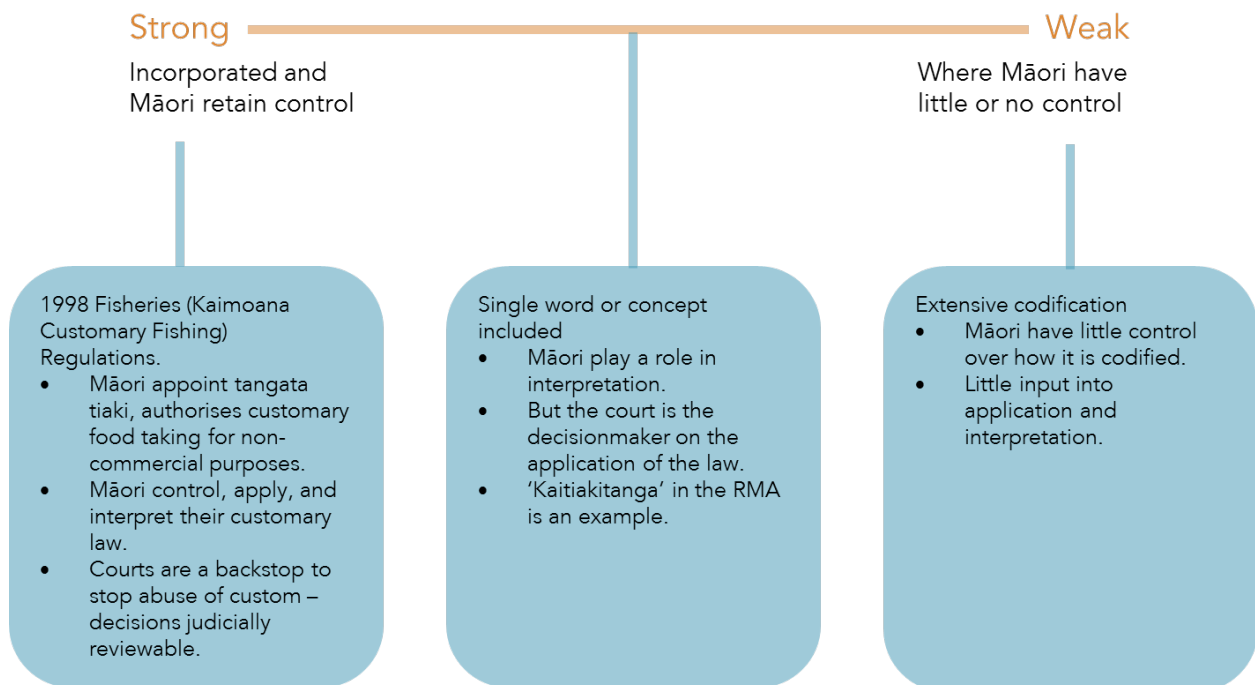 Strong
Weak
Incorporated and
Māori retain control
Where Māori have
little or no control
1998 Fisheries (Kaimoana
Customary Fishing)
Regulations.
• Māori appoint tangata
tiaki, authorises customary
food taking for non-
commercial purposes.
• Māori control, apply, and
interpret their customary
law.
• Courts are a backstop to
stop abuse of custom –
decisions judicially
reviewable.
Single word or concept
included
• Māori play a role in
interpretation.
• But the court is the
decisionmaker on the
application of the law.
• ‘Kaitiakitanga’ in the RMA
is an example.
Extensive codification
• Māori have little control
over how it is codified.
• Little input into
application and
interpretation.